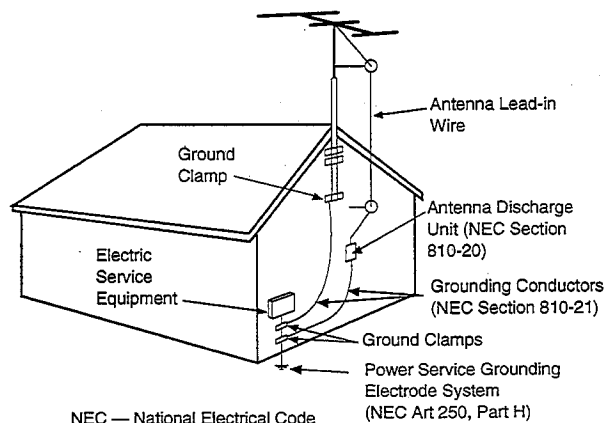 Antenna Lead-in
Wire
Ground
Clamp
Antenna Discharge
Unit (NEC Section
810-20)
Electric
Service
Equipment
Grounding Conductors
(NEC Section 810-21)
Ground Clamps
Power Service Grounding
Electrode System
(NEC Art 250, Part H)
NEC — National Electrical Code